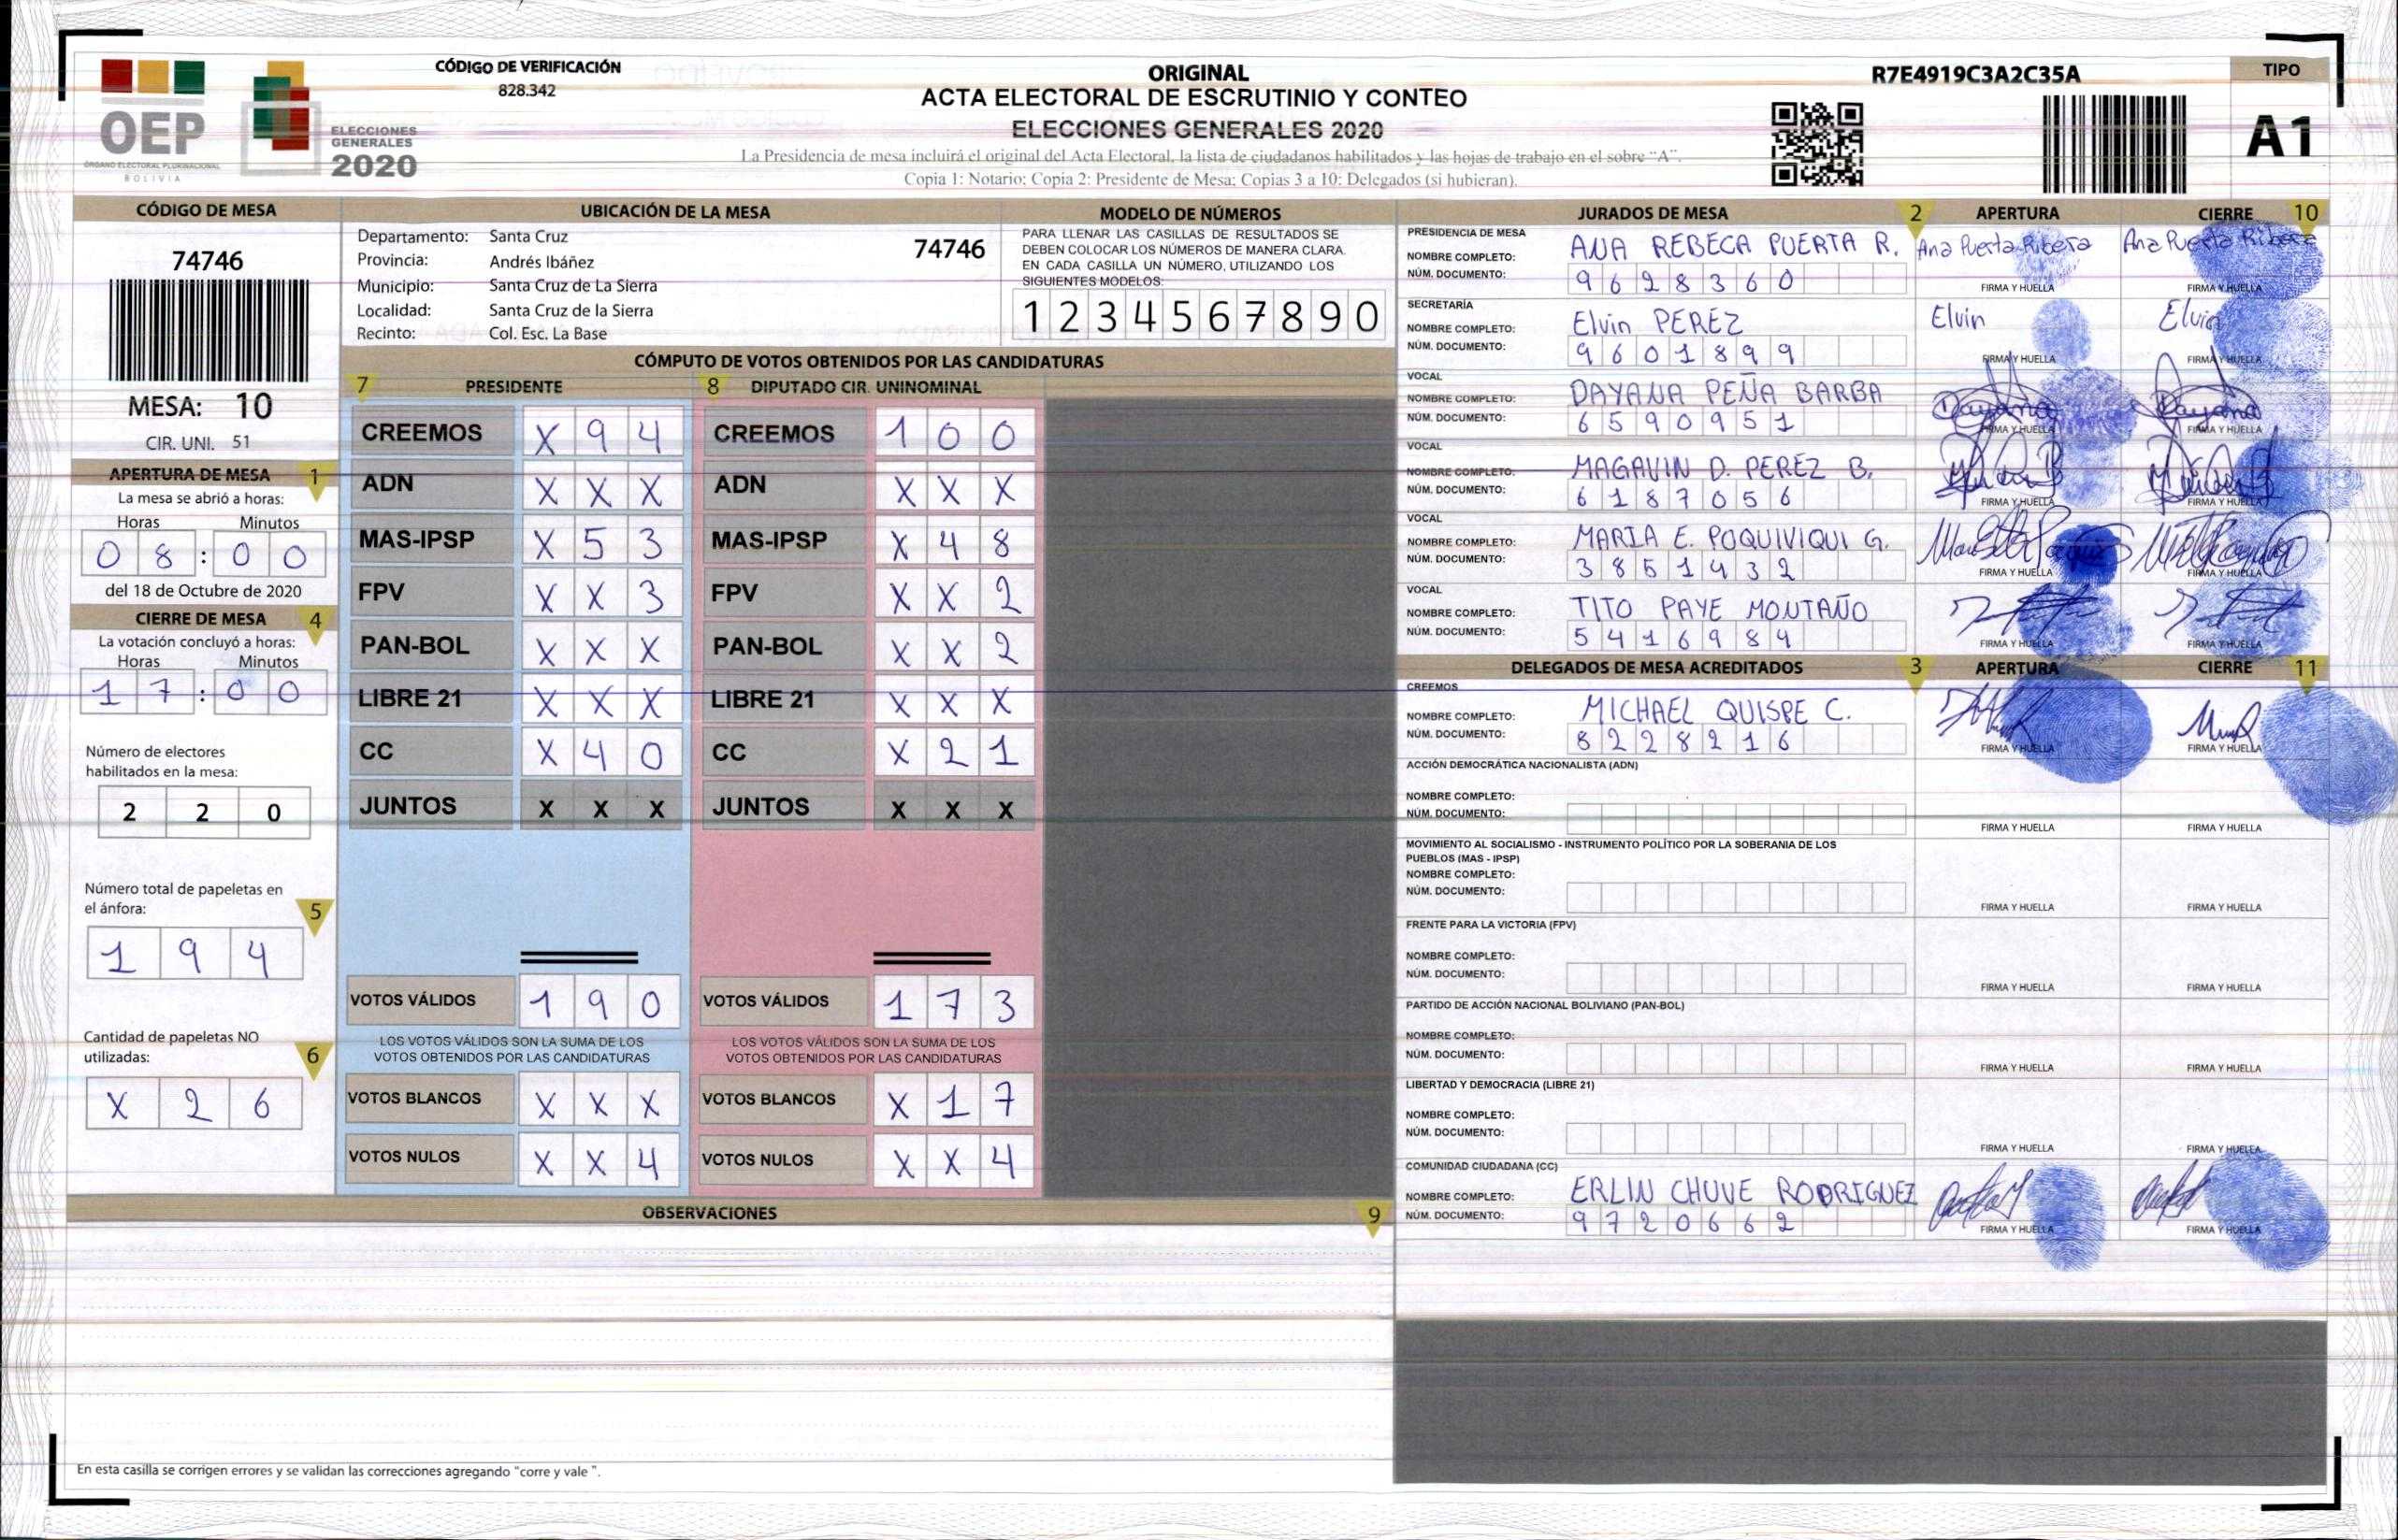 CÓDIGO DE VERIFICACIÓN
828.342
OEP
ÓRGANO ELECTORAL PLURINACIONAL
BOLIVIA
ELECCIONES
GENERALES
2020
ORIGINAL
ACTA ELECTORAL DE ESCRUTINIO Y CONTEO
ELECCIONES GENERALES 2020
La Presidencia de mesa incluirá el original del Acta Electoral, la lista de ciudadanos habilitados y las hojas de trabajo en el sobre "A".
Copia 1: Notario; Copia 2: Presidente de Mesa; Copias 3 a 10: Delegados (si hubieran).
R7E4919C3A2C35A
TIPO
A1
CÓDIGO DE MESA
74746
MESA: 10
CIR. UNI. 51
APERTURA DE MESA 1
La mesa se abrió a horas:
Horas Minutos
0 8 : 0 0
del 18 de Octubre de 2020
CIERRE DE MESA 4
La votación concluyó a horas:
Horas Minutos
1 7 : 0 0
Número de electores
habilitados en la mesa:
2 2 0
Número total de papeletas en
el ánfora: 5
1 9 4
Cantidad de papeletas NO
utilizadas: 6
X 2 6
UBICACIÓN DE LA MESA
Departamento: Santa Cruz 74746
Provincia: Andrés Ibáñez
Municipio: Santa Cruz de La Sierra
Localidad: Santa Cruz de la Sierra
Recinto: Col. Esc. La Base
MODELO DE NÚMEROS
PARA LLENAR LAS CASILLAS DE RESULTADOS SE
DEBEN COLOCAR LOS NÚMEROS DE MANERA CLARA.
EN CADA CASILLA UN NÚMERO, UTILIZANDO LOS
SIGUIENTES MODELOS:
1 2 3 4 5 6 7 8 9 0
CÓMPUTO DE VOTOS OBTENIDOS POR LAS CANDIDATURAS
7 PRESIDENTE 8 DIPUTADO CIR. UNINOMINAL
CREEMOS X 9 4 CREEMOS 1 0 0
ADN X X X ADN X X X
MAS-IPSP X 5 3 MAS-IPSP X 4 8
FPV X X 3 FPV X X 2
PAN-BOL X X X PAN-BOL X X 2
LIBRE 21 X X X LIBRE 21 X X X
CC X 4 0 CC X 2 1
JUNTOS X X X JUNTOS X X X
VOTOS VÁLIDOS 1 9 0 VOTOS VÁLIDOS 1 7 3
LOS VOTOS VÁLIDOS SON LA SUMA DE LOS LOS VOTOS VÁLIDOS SON LA SUMA DE LOS
VOTOS OBTENIDOS POR LAS CANDIDATURAS VOTOS OBTENIDOS POR LAS CANDIDATURAS
VOTOS BLANCOS X X X VOTOS BLANCOS X 1 7
VOTOS NULOS X X 4 VOTOS NULOS X X 4
OBSERVACIONES 9
En esta casilla se corrigen errores y se validan las correcciones agregando "corre y vale ".
JURADOS DE MESA 2 APERTURA CIERRE 10
PRESIDENCIA DE MESA
NOMBRE COMPLETO: ANA REBECA PUERTA R. Ana Puerta Ribera Ana Puerta Ribera
NÚM. DOCUMENTO: 9 6 2 8 3 6 0
FIRMA Y HUELLA FIRMA Y HUELLA
SECRETARÍA
NOMBRE COMPLETO: Elvin PEREZ Elvin Elvin
NÚM. DOCUMENTO: 9 6 0 1 8 9 9
FIRMA Y HUELLA FIRMA Y HUELLA
VOCAL
NOMBRE COMPLETO: DAYANA PEÑA BARBA Dayana Dayana
NÚM. DOCUMENTO: 6 5 9 0 9 5 1
FIRMA Y HUELLA FIRMA Y HUELLA
VOCAL
NOMBRE COMPLETO: MAGAVIN D. PEREZ B.
NÚM. DOCUMENTO: 6 1 8 7 0 5 6
FIRMA Y HUELLA FIRMA Y HUELLA
VOCAL
NOMBRE COMPLETO: MARIA E. POQUIVIQUI G.
NÚM. DOCUMENTO: 3 8 5 1 4 3 2
FIRMA Y HUELLA FIRMA Y HUELLA
VOCAL
NOMBRE COMPLETO: TITO PAYE MONTAÑO
NÚM. DOCUMENTO: 5 4 1 6 9 8 4
FIRMA Y HUELLA FIRMA Y HUELLA
DELEGADOS DE MESA ACREDITADOS 3 APERTURA CIERRE 11
CREEMOS
NOMBRE COMPLETO: MICHAEL QUISPE C.
NÚM. DOCUMENTO: 8 2 2 8 2 1 6
FIRMA Y HUELLA FIRMA Y HUELLA
ACCIÓN DEMOCRÁTICA NACIONALISTA (ADN)
NOMBRE COMPLETO:
NÚM. DOCUMENTO:
FIRMA Y HUELLA FIRMA Y HUELLA
MOVIMIENTO AL SOCIALISMO - INSTRUMENTO POLÍTICO POR LA SOBERANIA DE LOS
PUEBLOS (MAS - IPSP)
NOMBRE COMPLETO:
NÚM. DOCUMENTO:
FIRMA Y HUELLA FIRMA Y HUELLA
FRENTE PARA LA VICTORIA (FPV)
NOMBRE COMPLETO:
NÚM. DOCUMENTO:
FIRMA Y HUELLA FIRMA Y HUELLA
PARTIDO DE ACCIÓN NACIONAL BOLIVIANO (PAN-BOL)
NOMBRE COMPLETO:
NÚM. DOCUMENTO:
FIRMA Y HUELLA FIRMA Y HUELLA
LIBERTAD Y DEMOCRACIA (LIBRE 21)
NOMBRE COMPLETO:
NÚM. DOCUMENTO:
FIRMA Y HUELLA FIRMA Y HUELLA
COMUNIDAD CIUDADANA (CC)
NOMBRE COMPLETO: ERLIN CHUVE RODRIGUEZ
NÚM. DOCUMENTO: 9 7 2 0 6 6 2
FIRMA Y HUELLA FIRMA Y HUELLA